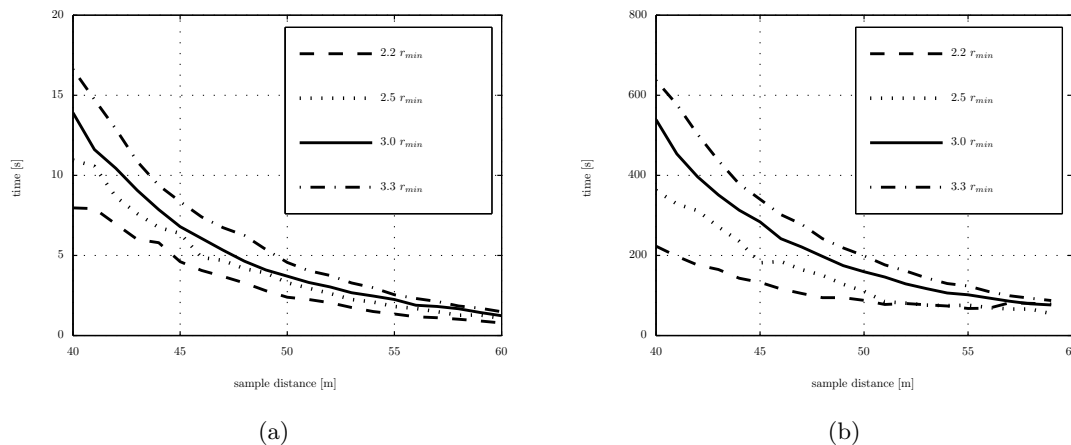 20
15
10
5
0
time [s]
40
45
50
55
60
sample distance [m]
2.2 r_min
2.5 r_min
3.0 r_min
3.3 r_min
(a)
800
600
400
200
0
time [s]
40
45
50
55
60
sample distance [m]
2.2 r_min
2.5 r_min
3.0 r_min
3.3 r_min
(b)